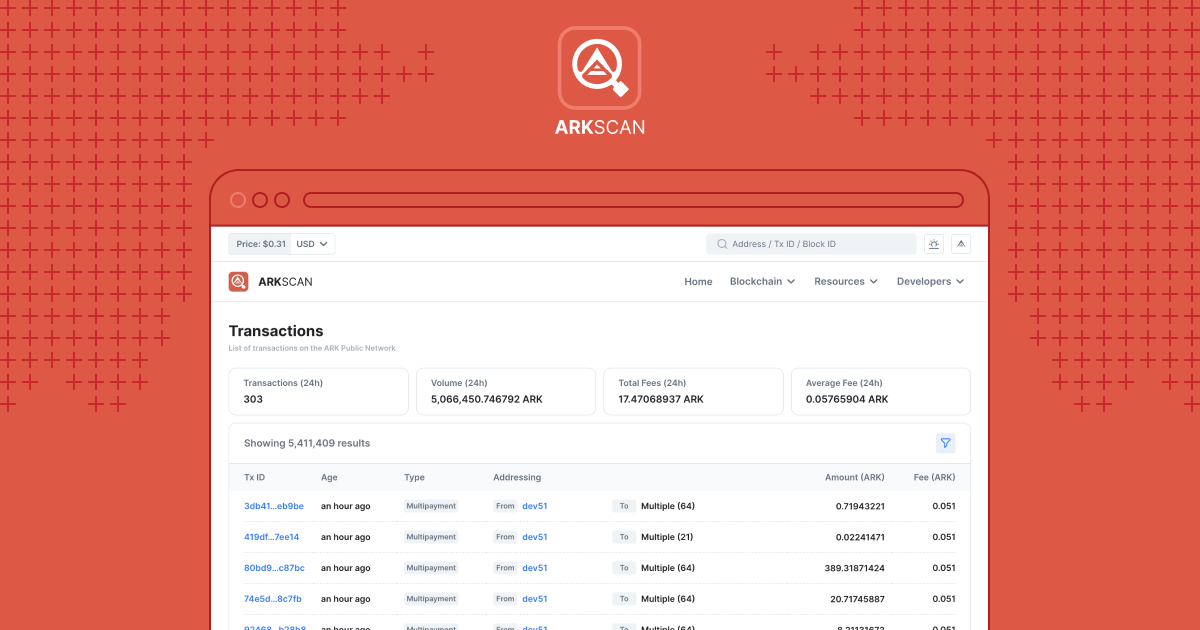 ARKSCAN
Price: $0.31 USD Address / Tx ID / Block ID
ARKSCAN Home Blockchain Resources Developers
Transactions
List of transactions on the ARK Public Network
Transactions (24h) Volume (24h) Total Fees (24h) Average Fee (24h)
303 5,066,450.746792 ARK 17.47068937 ARK 0.05765904 ARK
Showing 5,411,409 results
Tx ID Age Type Addressing Amount (ARK) Fee (ARK)
3db41...eb9be an hour ago Multipayment From dev51 To Multiple (64) 0.71943221 0.051
419df...7ee14 an hour ago Multipayment From dev51 To Multiple (21) 0.02241471 0.051
80bd9...c87bc an hour ago Multipayment From dev51 To Multiple (64) 389.31871424 0.051
74e5d...8c7fb an hour ago Multipayment From dev51 To Multiple (64) 20.71745887 0.051
an hour ago Multipayment From dev51 To Multiple (64) 0.051